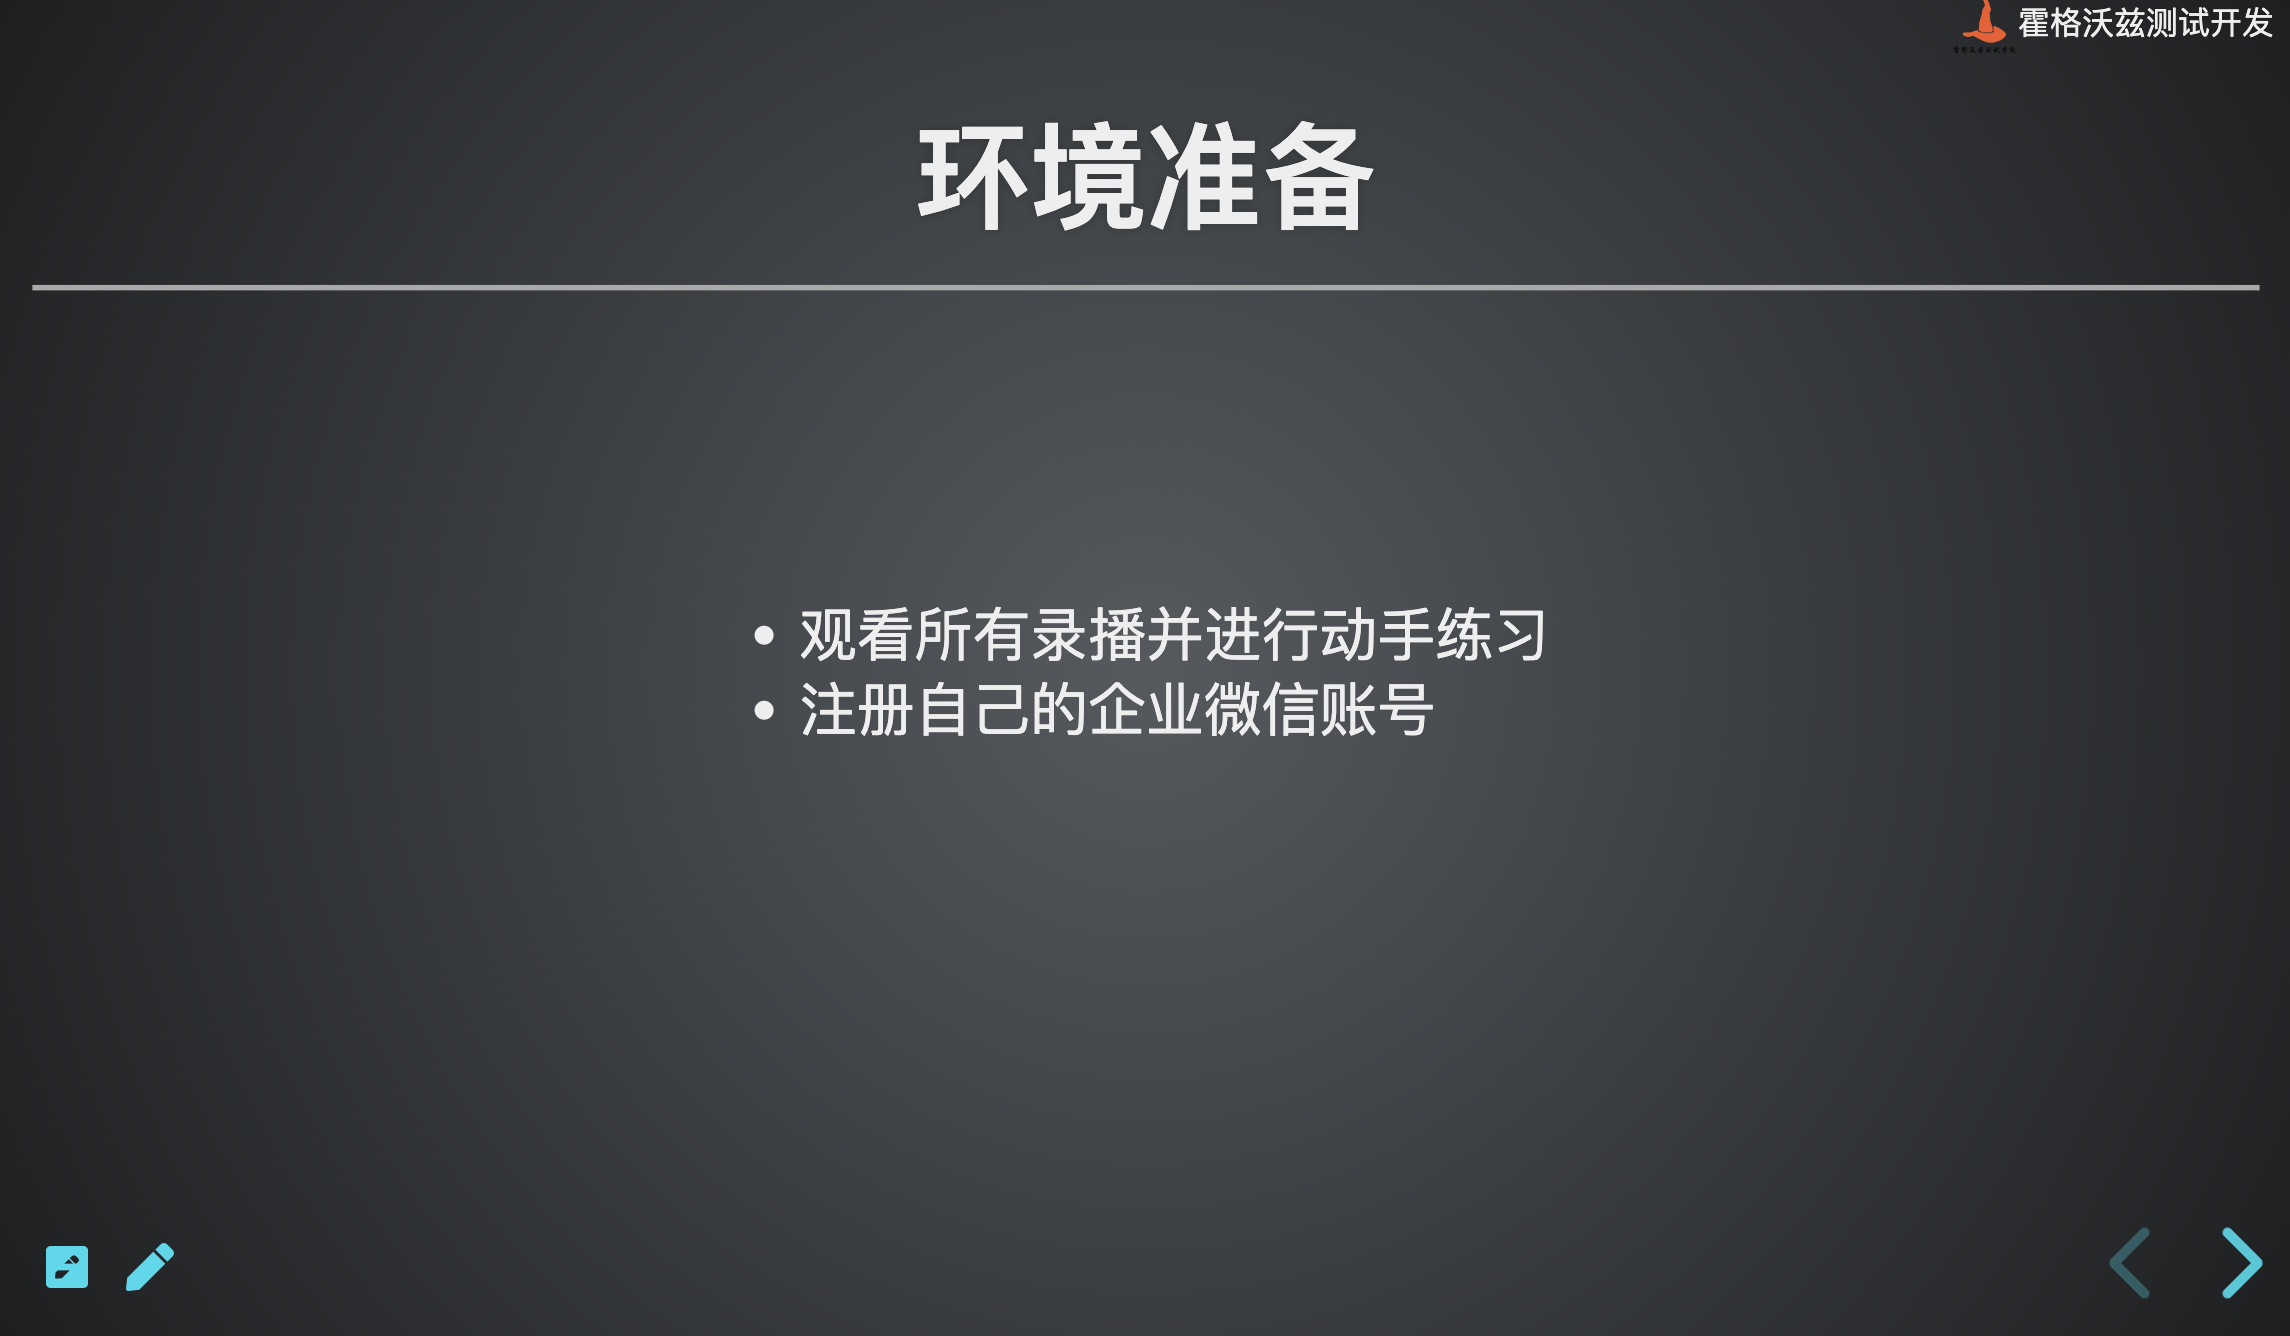 霍格沃兹测试开发
环境准备
观看所有录播并进行动手练习
注册自己的企业微信账号